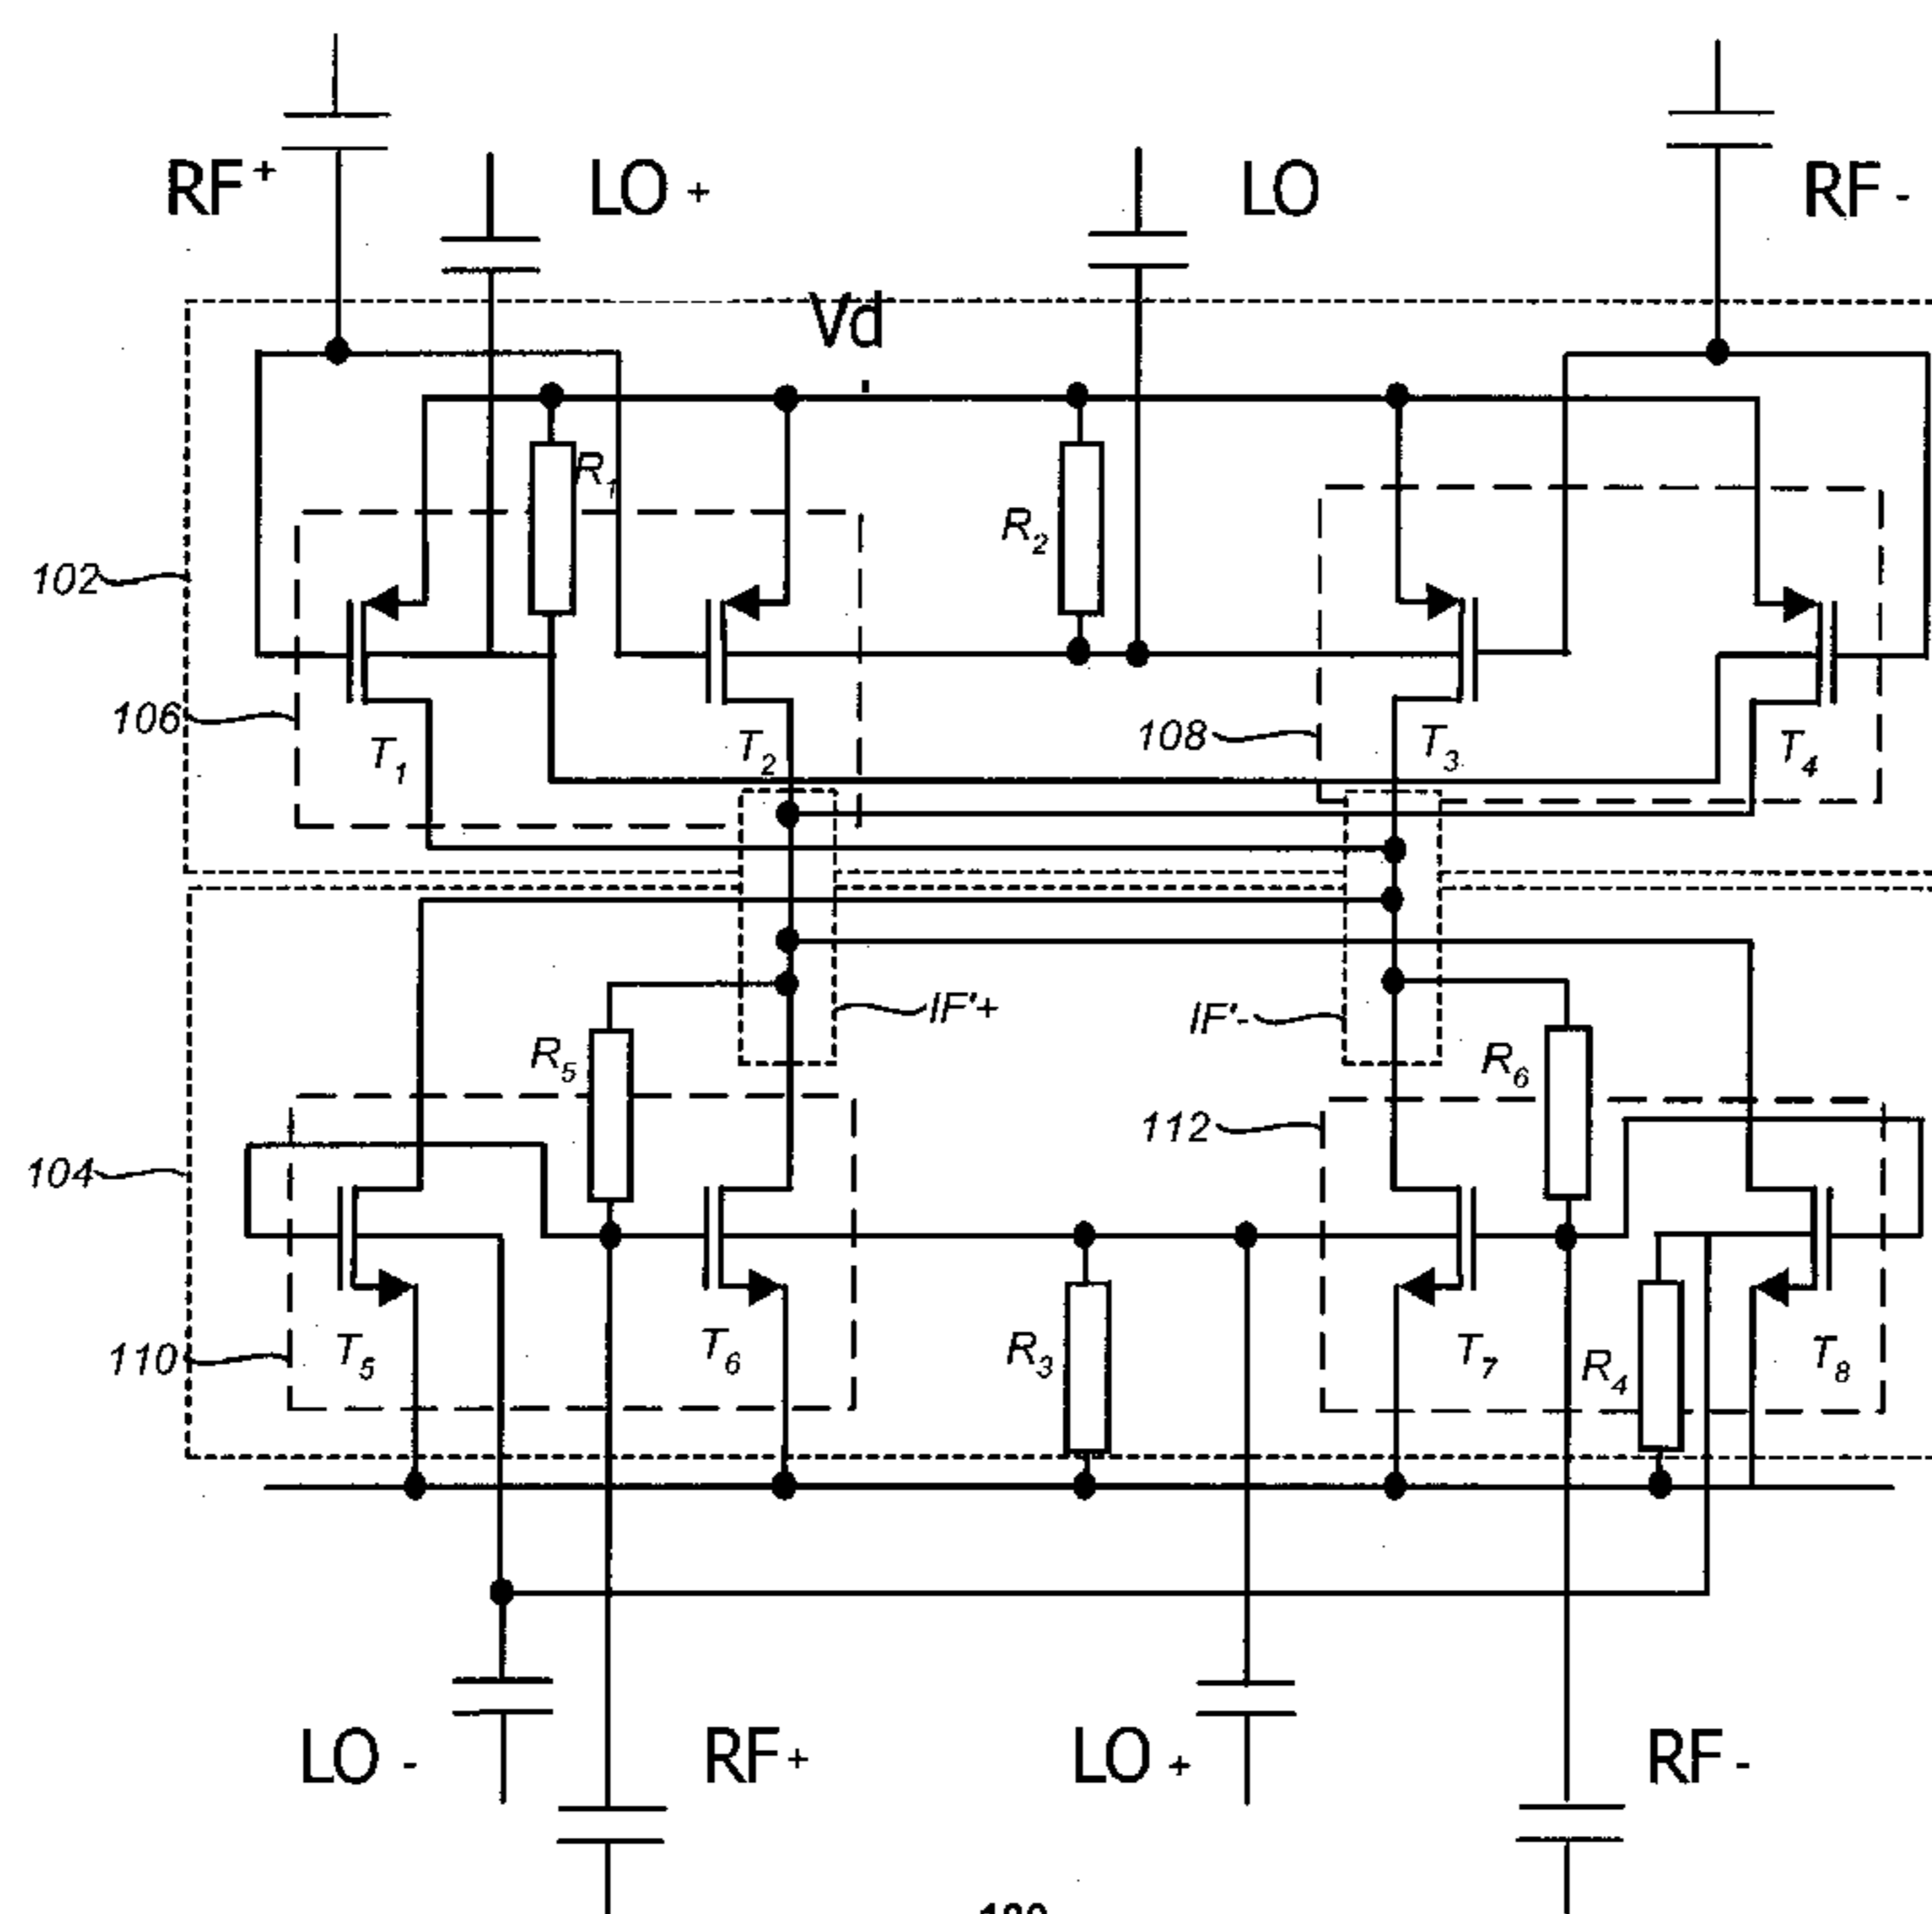 RF+
LO+
LO
RF-
Vd
R1
R2
102
106
T1
T2
108
T3
T4
IF'+
IF'-
R5
R6
112
104
110
T5
T6
R3
T7
R4
T8
LO-
RF+
LO+
RF-